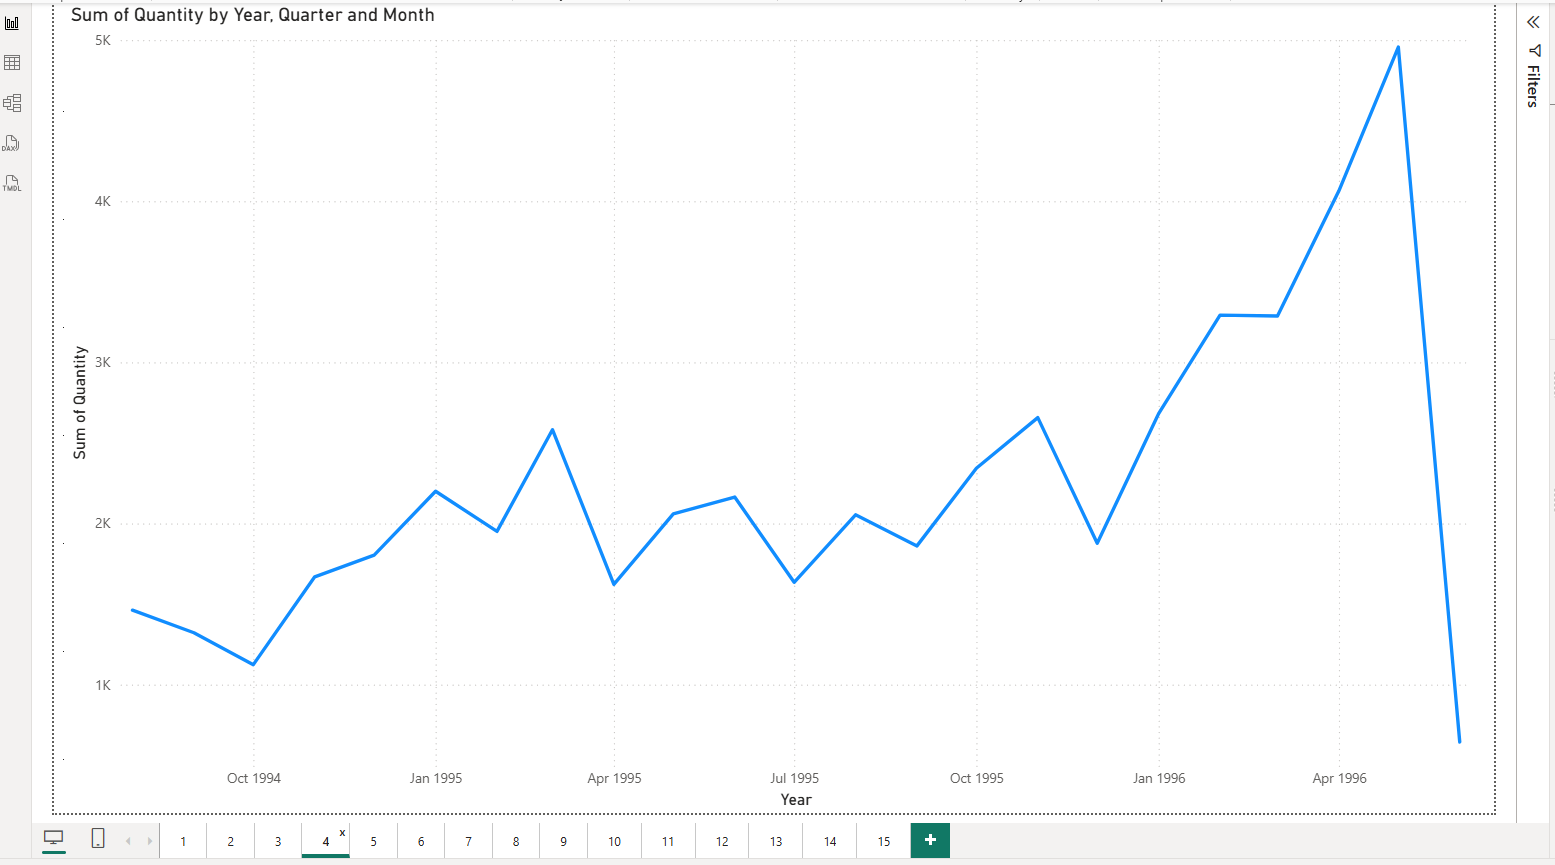 Sum of Quantity by Year, Quarter and Month
5K
4K
3K
2K
1K
Sum of Quantity
Oct 1994
Jan 1995
Apr 1995
Jul 1995
Oct 1995
Jan 1996
Apr 1996
Year
Filters
DAX
TMDL
1
2
3
4
x
5
6
7
8
9
10
11
12
13
14
15
+